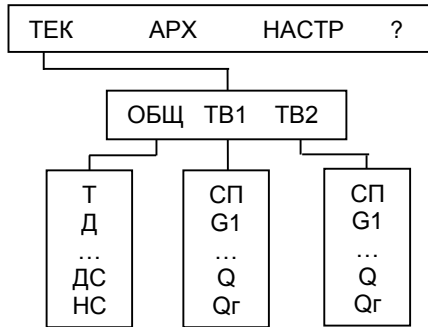 ТЕК АРХ НАСТР ?
ОБЩ ТВ1 ТВ2
Т
Д
…
ДС
НС
СП
G1
…
Q
Qг
СП
G1
…
Q
Qг